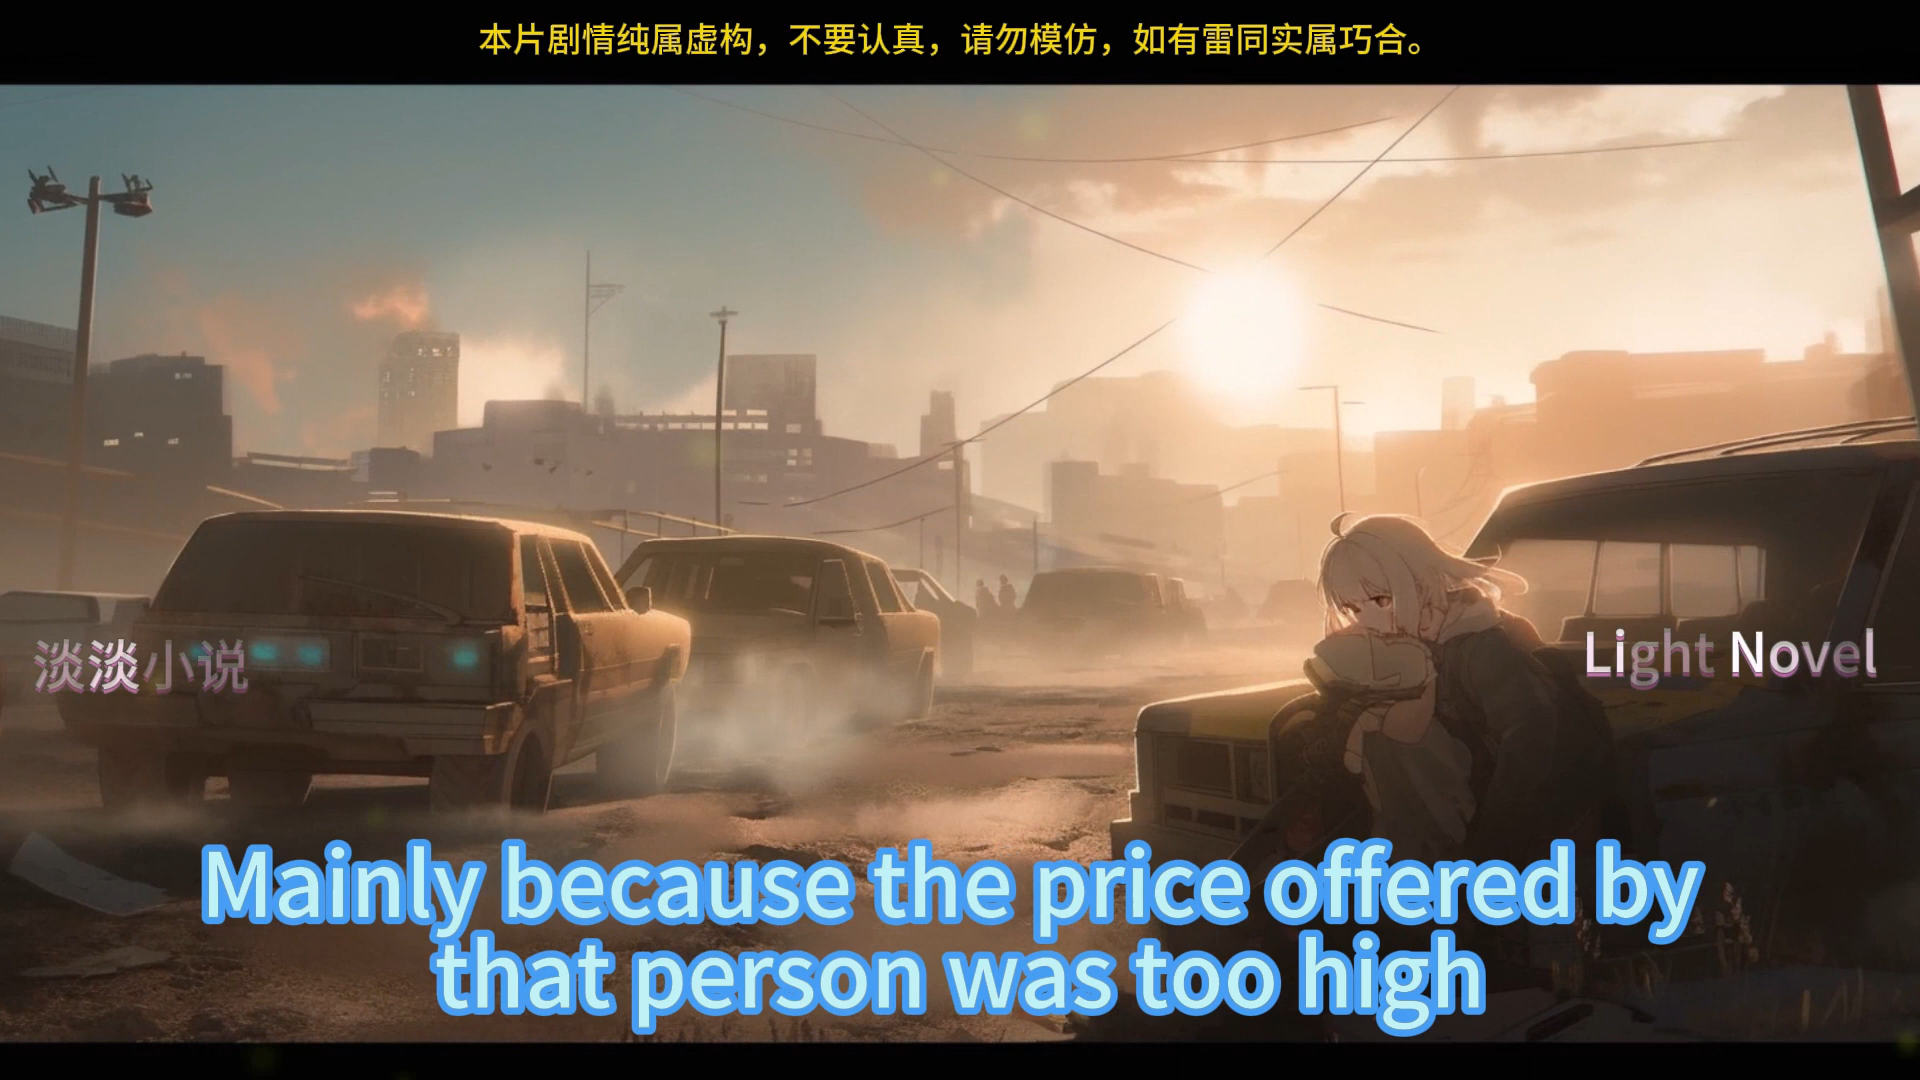 本片剧情纯属虚构，不要认真，请勿模仿，如有雷同实属巧合。
淡淡小说
Light Novel
Mainly because the price offered by
that person was too high